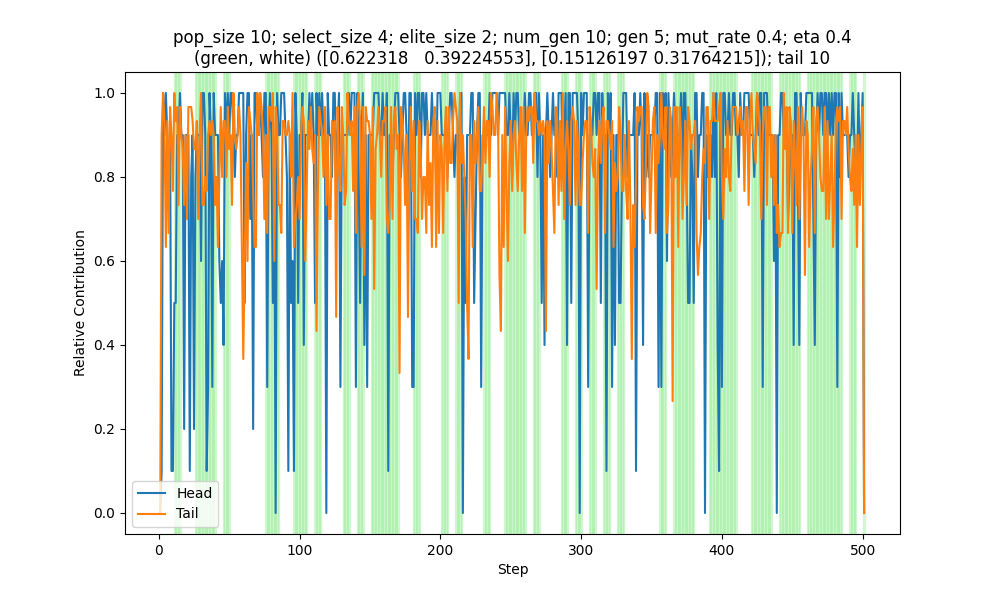 pop_size 10; select_size 4; elite_size 2; num_gen 10; gen 5; mut_rate 0.4; eta 0.4
(green, white) ([0.622318   0.39224553], [0.15126197 0.31764215]); tail 10
1.0
0.8
0.6
0.4
0.2
0.0
Relative Contribution
Head
Tail
0
100
200
300
400
500
Step